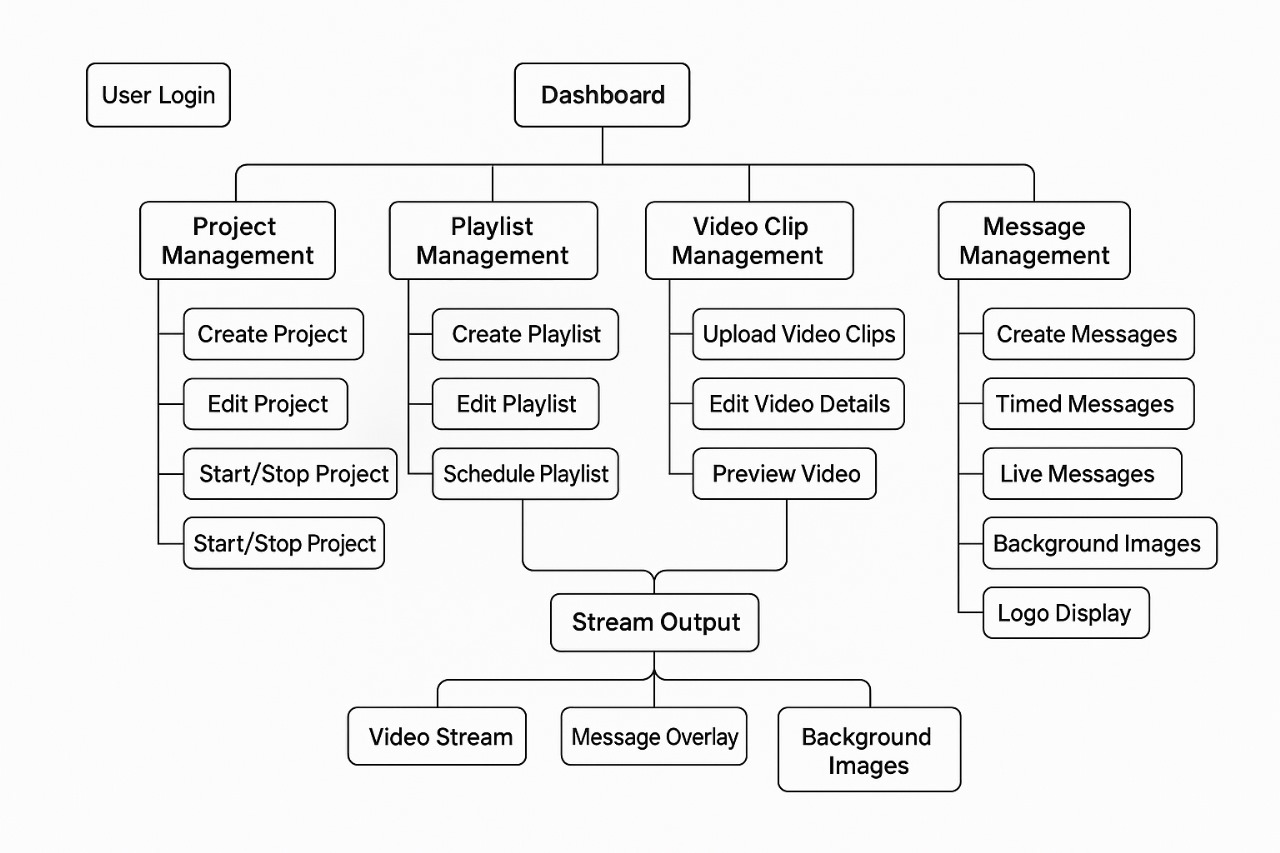 User Login
Dashboard
Project
Management
Playlist
Management
Video Clip
Management
Message
Management
Create Project
Edit Project
Start/Stop Project
Start/Stop Project
Create Playlist
Edit Playlist
Schedule Playlist
Upload Video Clips
Edit Video Details
Preview Video
Create Messages
Timed Messages
Live Messages
Background Images
Logo Display
Stream Output
Video Stream
Message Overlay
Background
Images